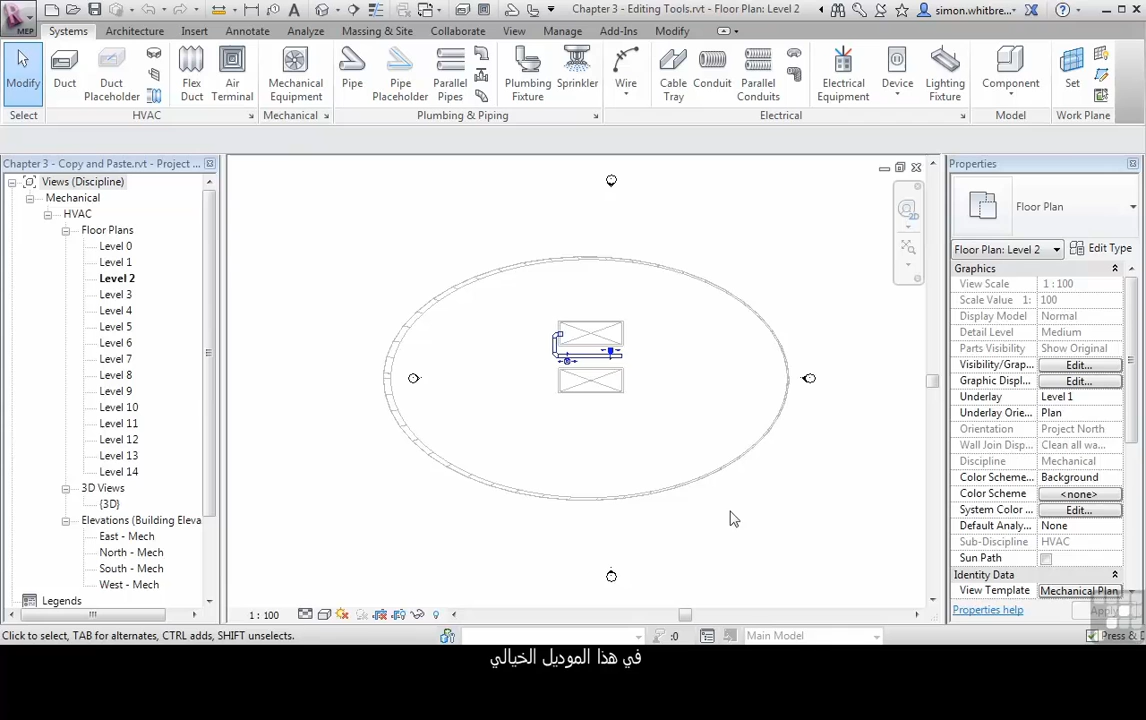 Chapter 3 - Editing Tools.rvt - Floor Plan: Level 2
simon.whitbre...
MEP
Systems Architecture Insert Annotate Analyze Massing & Site Collaborate View Manage Add-Ins Modify
Modify
Duct
Duct Placeholder
Flex Duct
Air Terminal
Mechanical Equipment
Pipe
Pipe Placeholder
Parallel Pipes
Plumbing Fixture
Sprinkler
Wire
Cable Tray
Conduit
Parallel Conduits
Electrical Equipment
Device
Lighting Fixture
Component
Set
Select HVAC Mechanical Plumbing & Piping Electrical Model Work Plane
Chapter 3 - Copy and Paste.rvt - Project ...
Views (Discipline)
Mechanical
HVAC
Floor Plans
Level 0
Level 1
Level 2
Level 3
Level 4
Level 5
Level 6
Level 7
Level 8
Level 9
Level 10
Level 11
Level 12
Level 13
Level 14
3D Views
{3D}
Elevations (Building Eleva
East - Mech
North - Mech
South - Mech
West - Mech
Legends
2D
Properties
Floor Plan
Floor Plan: Level 2 Edit Type
Graphics
View Scale 1 : 100
Scale Value 1: 100
Display Model Normal
Detail Level Medium
Parts Visibility Show Original
Visibility/Grap... Edit...
Graphic Displ... Edit...
Underlay Level 1
Underlay Orie... Plan
Orientation Project North
Wall Join Disp... Clean all wa...
Discipline Mechanical
Color Scheme... Background
Color Scheme <none>
System Color ... Edit...
Default Analy... None
Sub-Discipline HVAC
Sun Path
Identity Data
View Template Mechanical Plan
Properties help Apply
1 : 100
Click to select, TAB for alternates, CTRL adds, SHIFT unselects.
:0
Main Model
Press & D
في هذا الموديل الخيالي